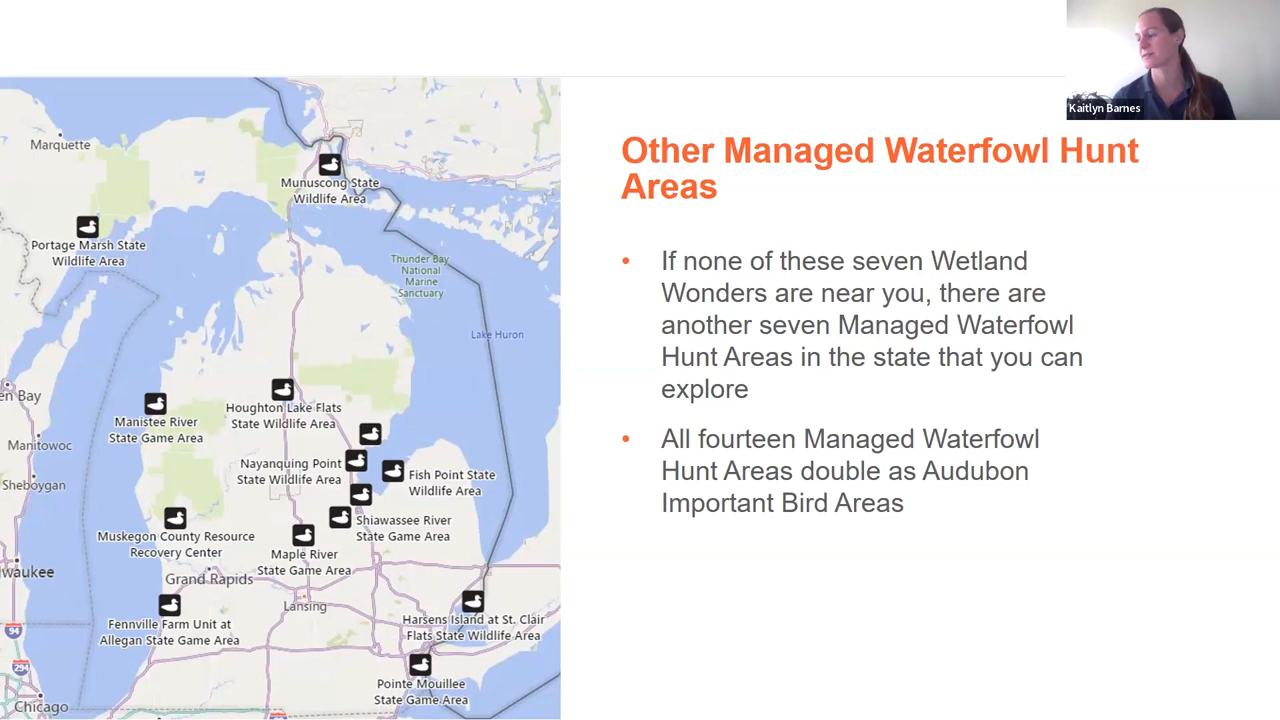 Kaitlyn Barnes
Other Managed Waterfowl Hunt
Areas
• If none of these seven Wetland
Wonders are near you, there are
another seven Managed Waterfowl
Hunt Areas in the state that you can
explore
• All fourteen Managed Waterfowl
Hunt Areas double as Audubon
Important Bird Areas
Marquette
Munuscong State
Wildlife Area
Portage Marsh State
Wildlife Area
Thunder Bay
National
Marine
Sanctuary
Lake Huron
en Bay
Manistee River
State Game Area
Houghton Lake Flats
State Wildlife Area
Manitowoc
Nayanquing Point
State Wildlife Area
Fish Point State
Wildlife Area
Sheboygan
Shiawassee River
State Game Area
Muskegon County Resource
Recovery Center
Maple River
State Game Area
lwaukee
Grand Rapids
Lansing
Fennville Farm Unit at
Allegan State Game Area
Harsens Island at St. Clair
Flats State Wildlife Area
94
294
Pointe Mouillee
State Game Area
Chicago